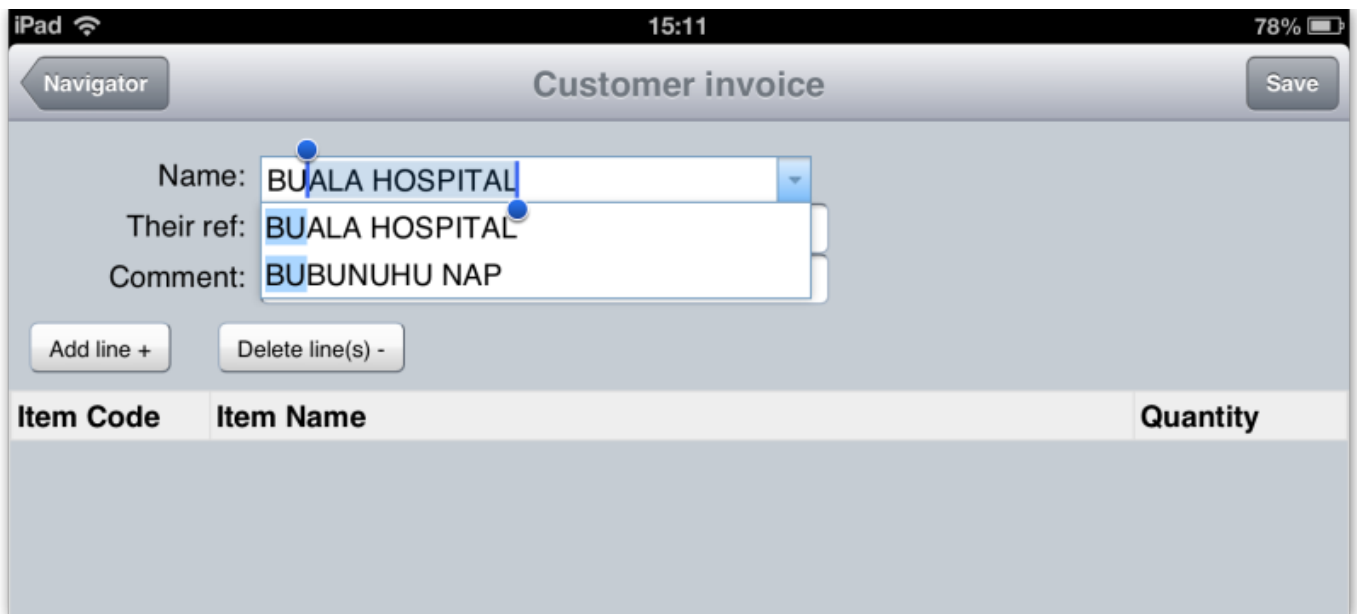 iPad 15:11 78%
Navigator Customer invoice Save
Name: BUALA HOSPITAL
Their ref: BUALA HOSPITAL
Comment: BUBUNUHU NAP
Add line + Delete line(s) -
Item Code Item Name Quantity